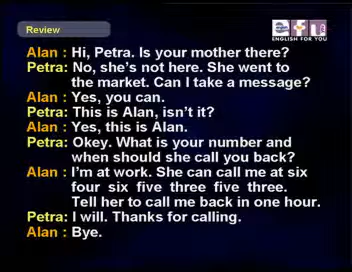 Review
efu
ENGLISH FOR YOU
Alan : Hi, Petra. Is your mother there?
Petra: No, she's not here. She went to
the market. Can I take a message?
Alan : Yes, you can.
Petra: This is Alan, isn't it?
Alan : Yes, this is Alan.
Petra: Okey. What is your number and
when should she call you back?
Alan : I'm at work. She can call me at six
four six five three five three.
Tell her to call me back in one hour.
Petra: I will. Thanks for calling.
Alan : Bye.